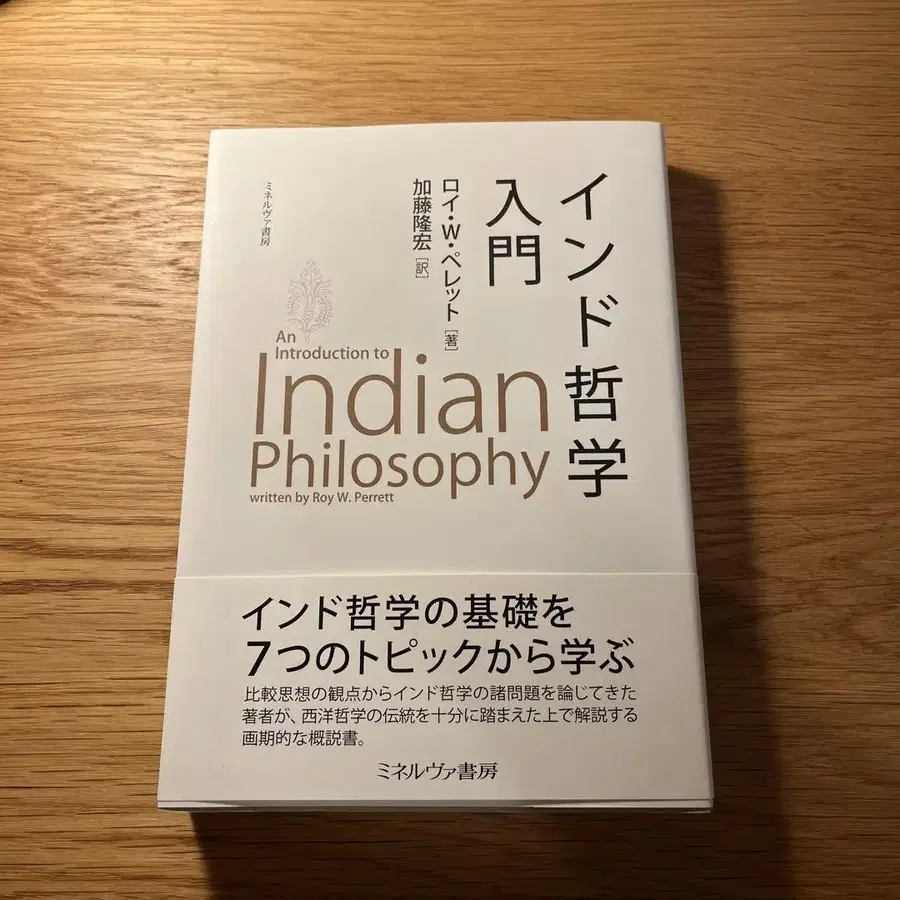 インド哲学
入門
ロイ・W・ペレット［著］
加藤隆宏［訳］
ミネルヴァ書房
An
Introduction to
Indian
Philosophy
written by Roy W. Perrett
インド哲学の基礎を
7つのトピックから学ぶ
比較思想の観点からインド哲学の諸問題を論じてきた
著者が、西洋哲学の伝統を十分に踏まえた上で解説する
画期的な概説書。
ミネルヴァ書房